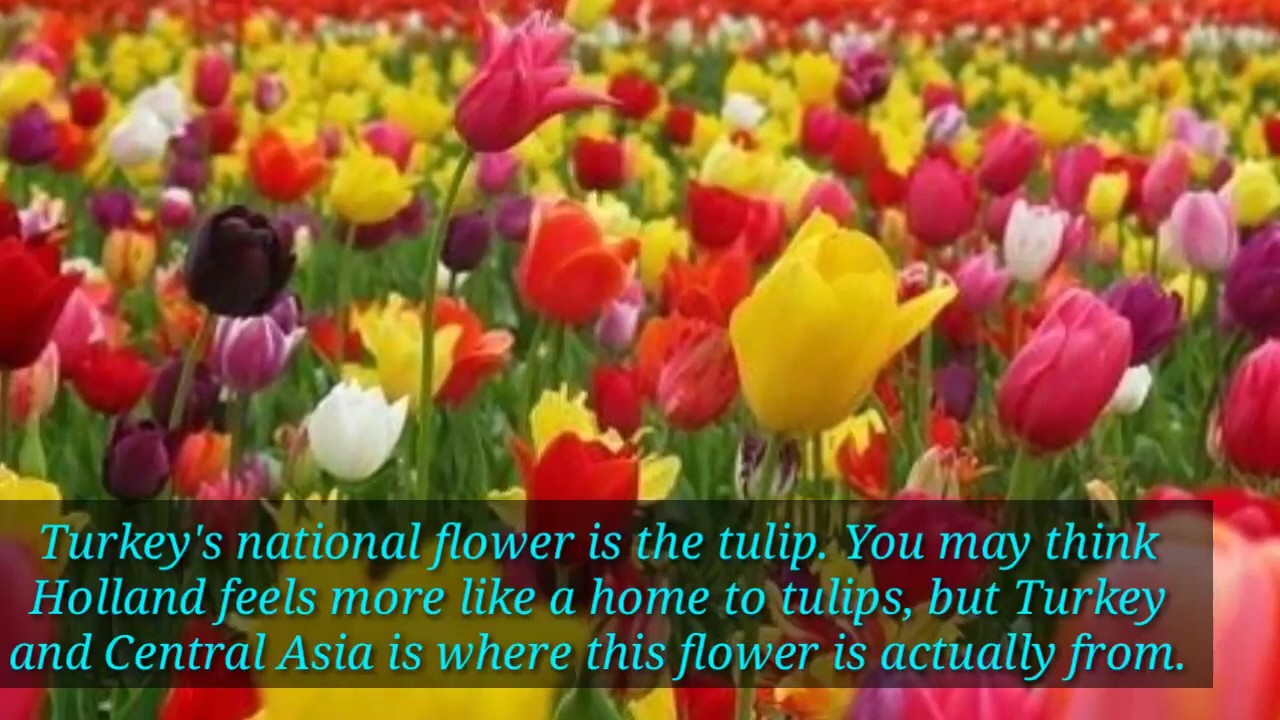 Turkey's national flower is the tulip. You may think
Holland feels more like a home to tulips, but Turkey
and Central Asia is where this flower is actually from.